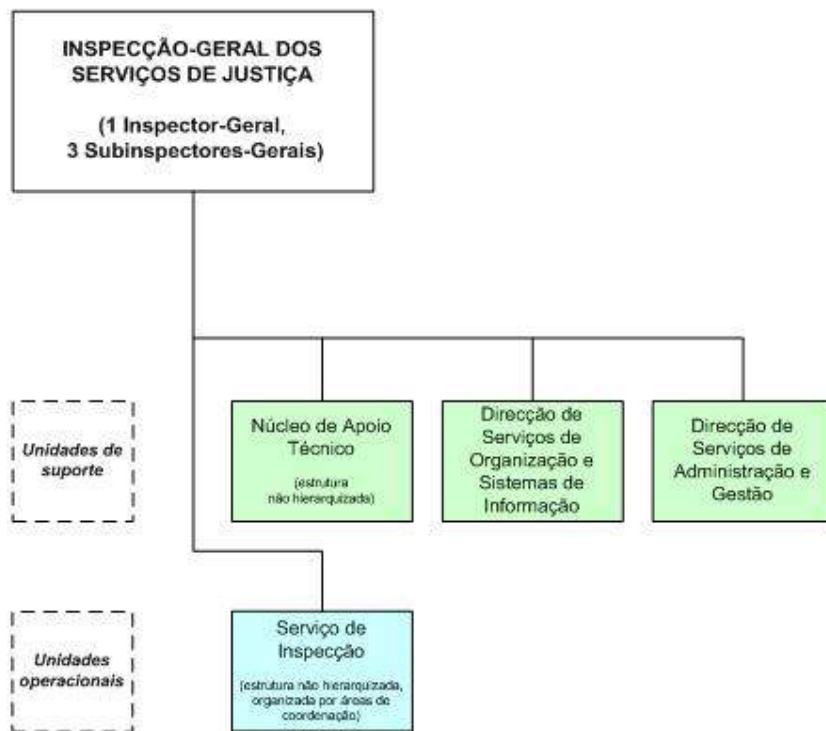 INSPECÇÃO-GERAL DOS
SERVIÇOS DE JUSTIÇA
(1 Inspector-Geral,
3 Subinspectores-Gerais)
Unidades de
suporte
Núcleo de Apoio
Técnico
(estrutura
não hierarquizada)
Direcção de
Serviços de
Organização e
Sistemas de
Informação
Direcção de
Serviços de
Administração e
Gestão
Unidades
operacionais
Serviço de
Inspecção
(estrutura não hierarquizada,
organizada por áreas de
coordenação)